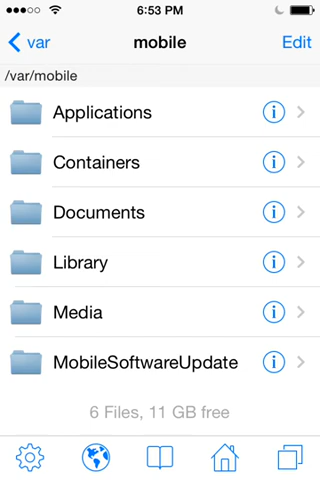 6:53 PM
var
mobile
Edit
/var/mobile
Applications
Containers
Documents
Library
Media
MobileSoftwareUpdate
6 Files, 11 GB free